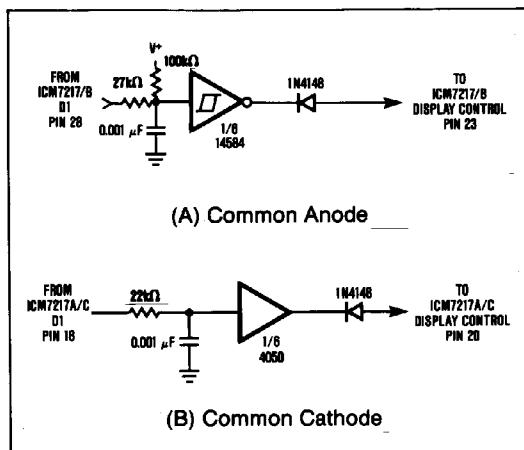 V+
100kΩ
FROM
ICM7217/B
D1
PIN 28
27kΩ
0.001 µF
1/6
14584
1N4148
TO
ICM7217/B
DISPLAY CONTROL
PIN 23
(A) Common Anode
FROM
ICM7217A/C
D1
PIN 18
22kΩ
0.001 µF
1/6
4050
1N4148
TO
ICM7217A/C
DISPLAY CONTROL
PIN 20
(B) Common Cathode